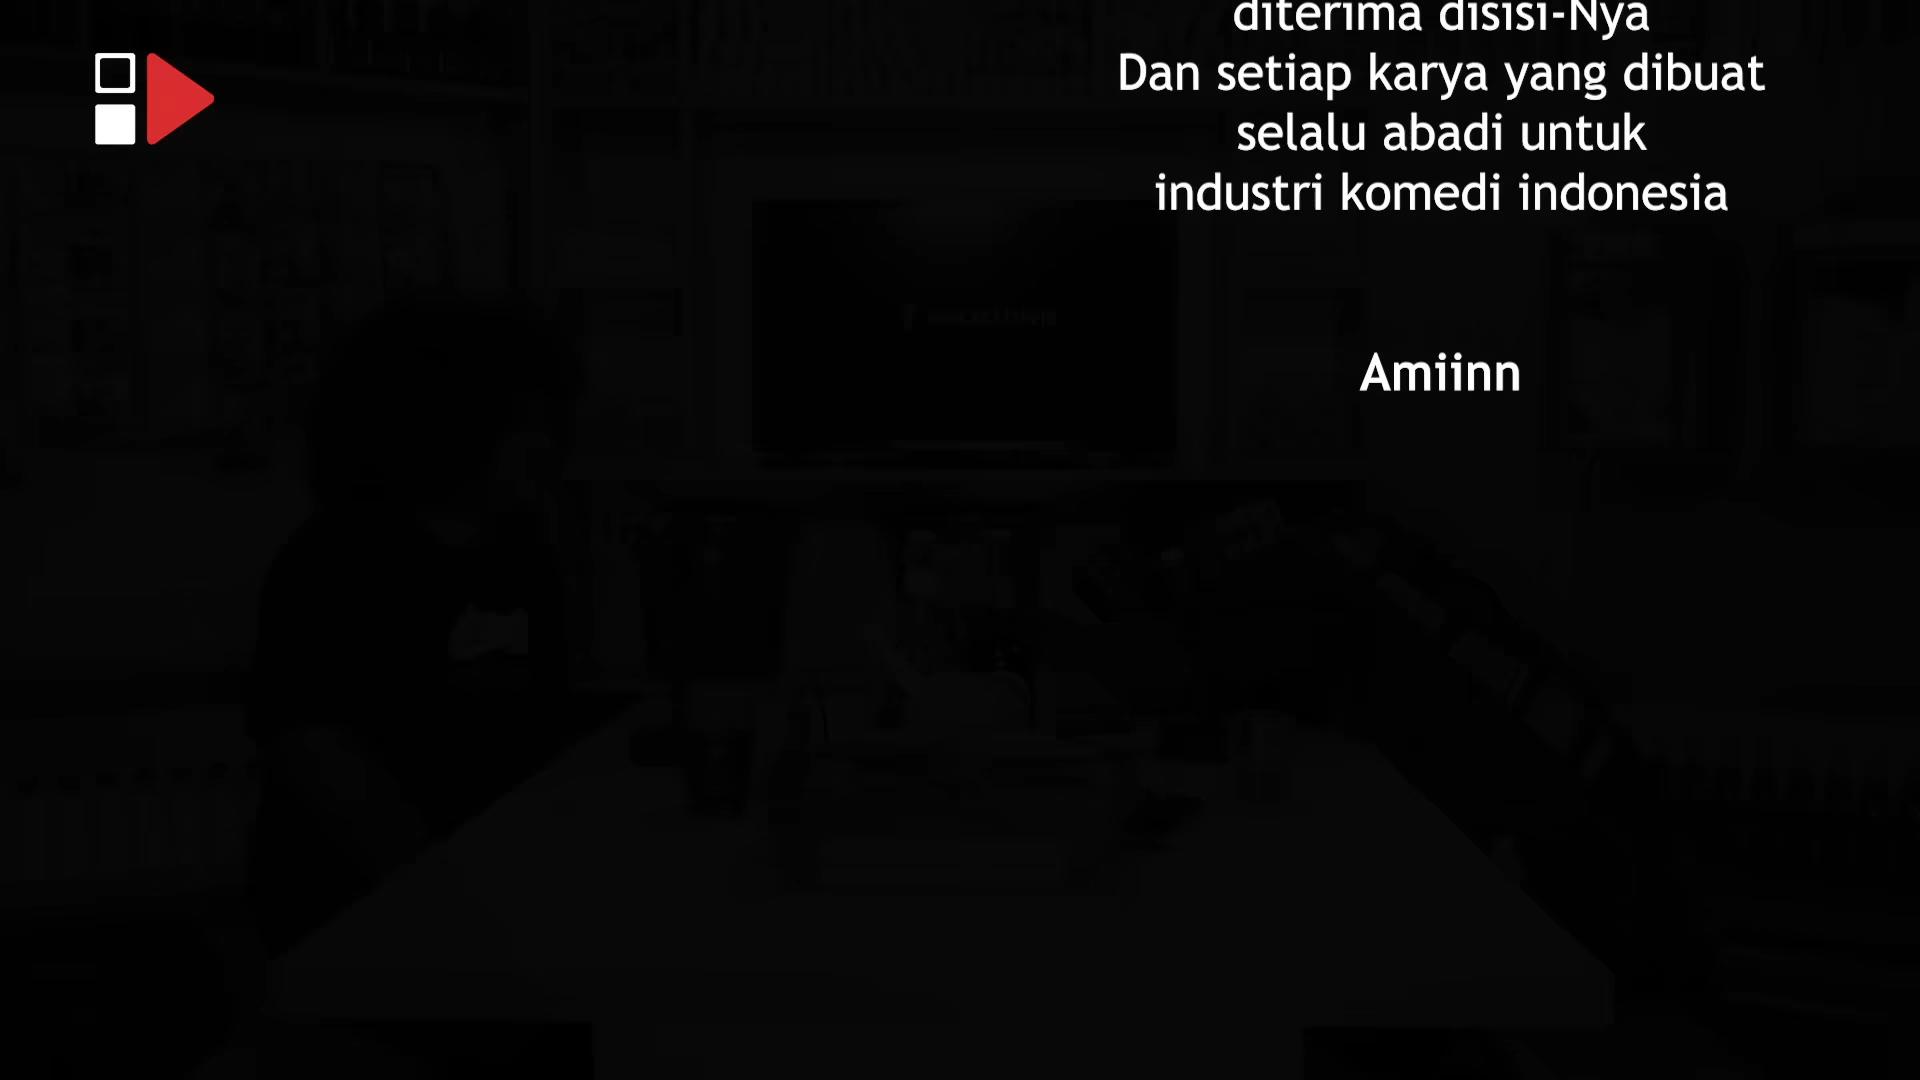 diterima disisi-Nya
Dan setiap karya yang dibuat
selalu abadi untuk
industri komedi indonesia
Amiinn